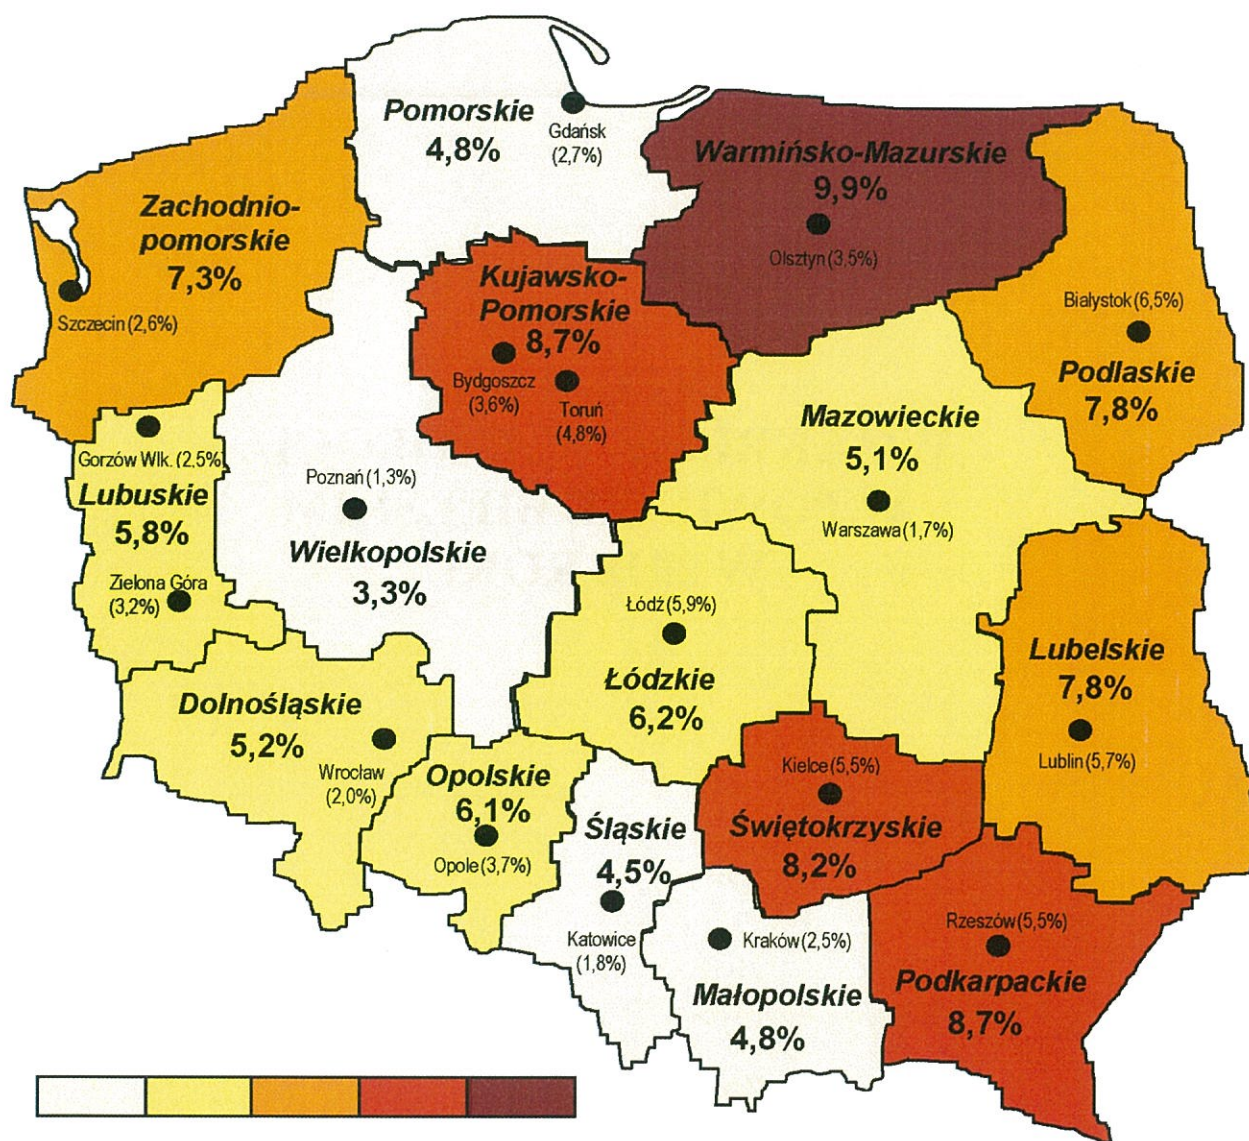 Pomorskie
4,8%
Gdańsk
(2,7%)
Warmińsko-Mazurskie
9,9%
Olsztyn (3,5%)
Zachodnio-
pomorskie
7,3%
Szczecin (2,6%)
Kujawsko-
Pomorskie
8,7%
Bydgoszcz
(3,6%)
Toruń
(4,8%)
Białystok (6,5%)
Podlaskie
7,8%
Mazowieckie
5,1%
Warszawa (1,7%)
Gorzów Wlk. (2,5%
Lubuskie
5,8%
Zielona Góra
(3,2%)
Poznań (1,3%)
Wielkopolskie
3,3%
Łódź (5,9%)
Łódzkie
6,2%
Lubelskie
7,8%
Lublin (5,7%)
Dolnośląskie
5,2%
Wrocław
(2,0%)
Opolskie
6,1%
Opole (3,7%)
Śląskie
4,5%
Katowice
(1,8%)
Kielce (5,5%)
Świętokrzyskie
8,2%
Kraków (2,5%)
Małopolskie
4,8%
Rzeszów (5,5%)
Podkarpackie
8,7%